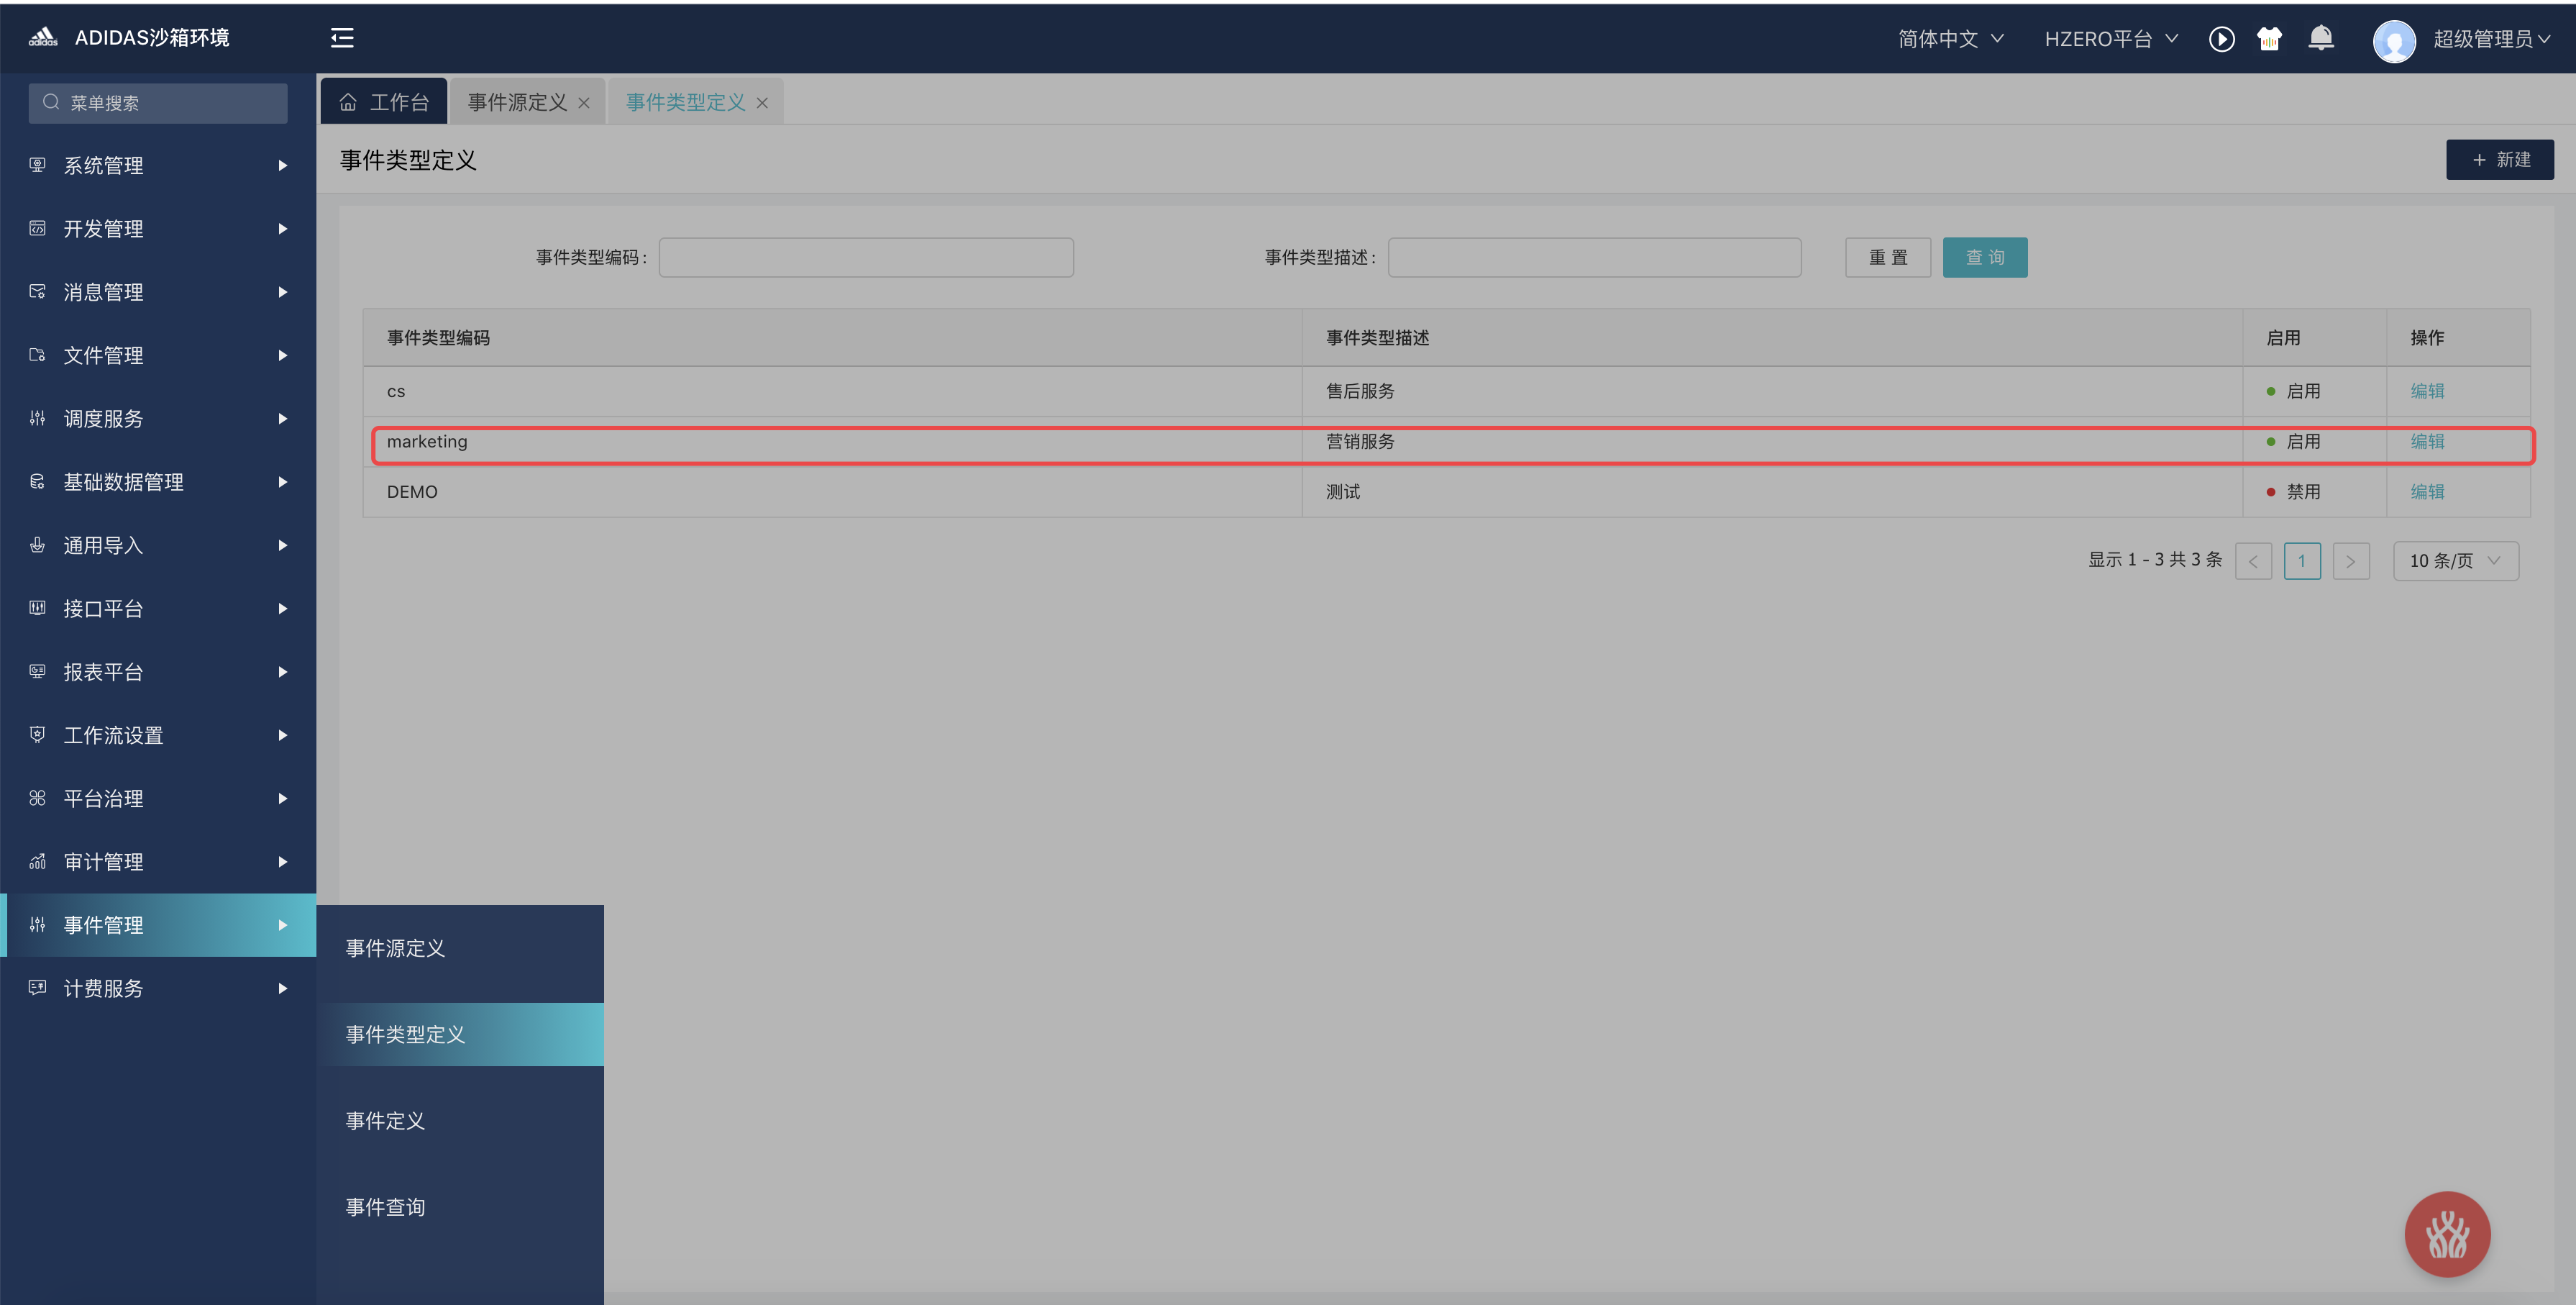 adidas ADIDAS沙箱环境 简体中文 HZERO平台 超级管理员
菜单搜索
系统管理
开发管理
消息管理
文件管理
调度服务
基础数据管理
通用导入
接口平台
报表平台
工作流设置
平台治理
审计管理
事件管理
计费服务
事件源定义
事件类型定义
事件定义
事件查询
工作台 事件源定义 事件类型定义
事件类型定义 + 新建
事件类型编码: 事件类型描述: 重置 查询
事件类型编码 事件类型描述 启用 操作
cs 售后服务 启用 编辑
marketing 营销服务 启用 编辑
DEMO 测试 禁用 编辑
显示 1 - 3 共 3 条 < 1 > 10 条/页